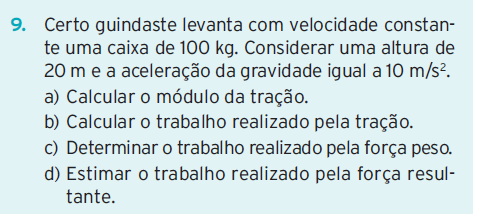 9. Certo guindaste levanta com velocidade constan-
te uma caixa de 100 kg. Considerar uma altura de
20 m e a aceleração da gravidade igual a 10 m/s².
a) Calcular o módulo da tração.
b) Calcular o trabalho realizado pela tração.
c) Determinar o trabalho realizado pela força peso.
d) Estimar o trabalho realizado pela força resul-
tante.